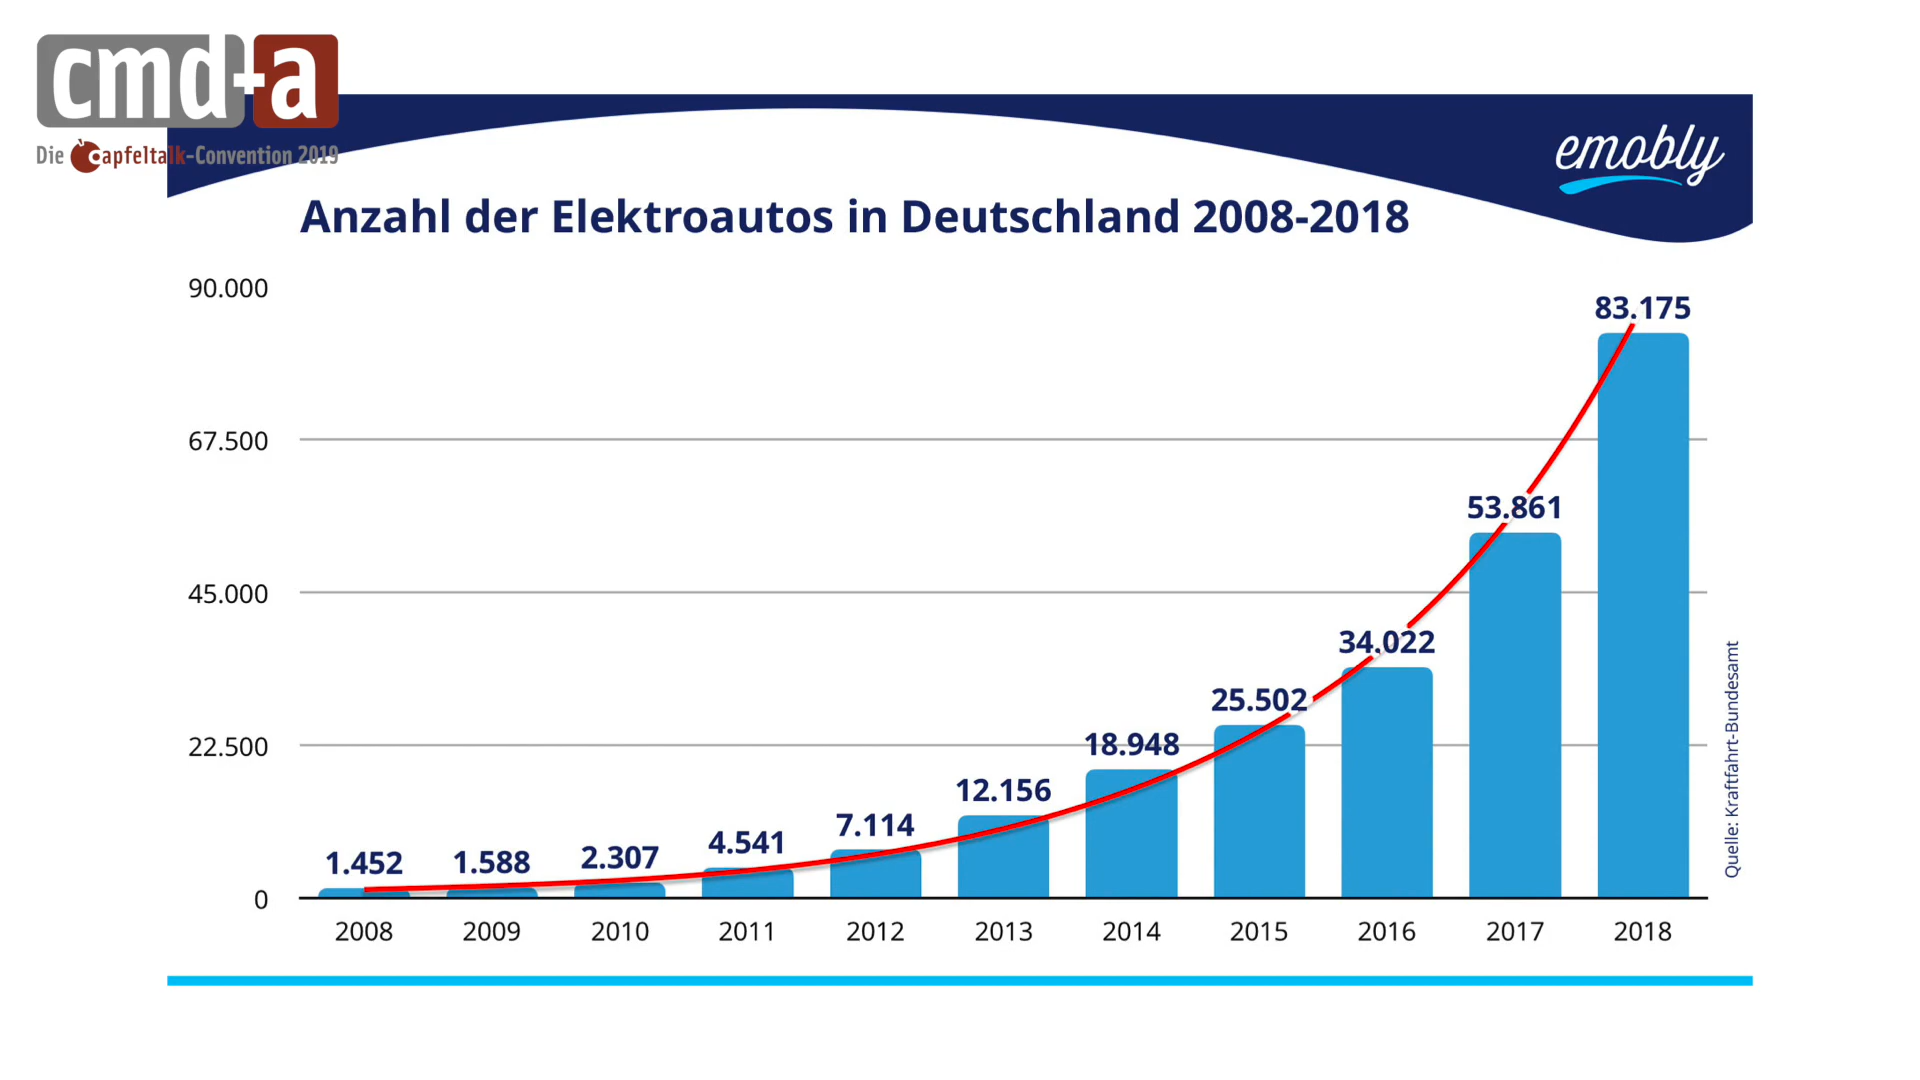 cmd+a
Die apfeltalk-Convention 2019
emobly
Anzahl der Elektroautos in Deutschland 2008-2018
90.000
67.500
45.000
22.500
0
1.452
1.588
2.307
4.541
7.114
12.156
18.948
25.502
34.022
53.861
83.175
2008 2009 2010 2011 2012 2013 2014 2015 2016 2017 2018
Quelle: Kraftfahrt-Bundesamt